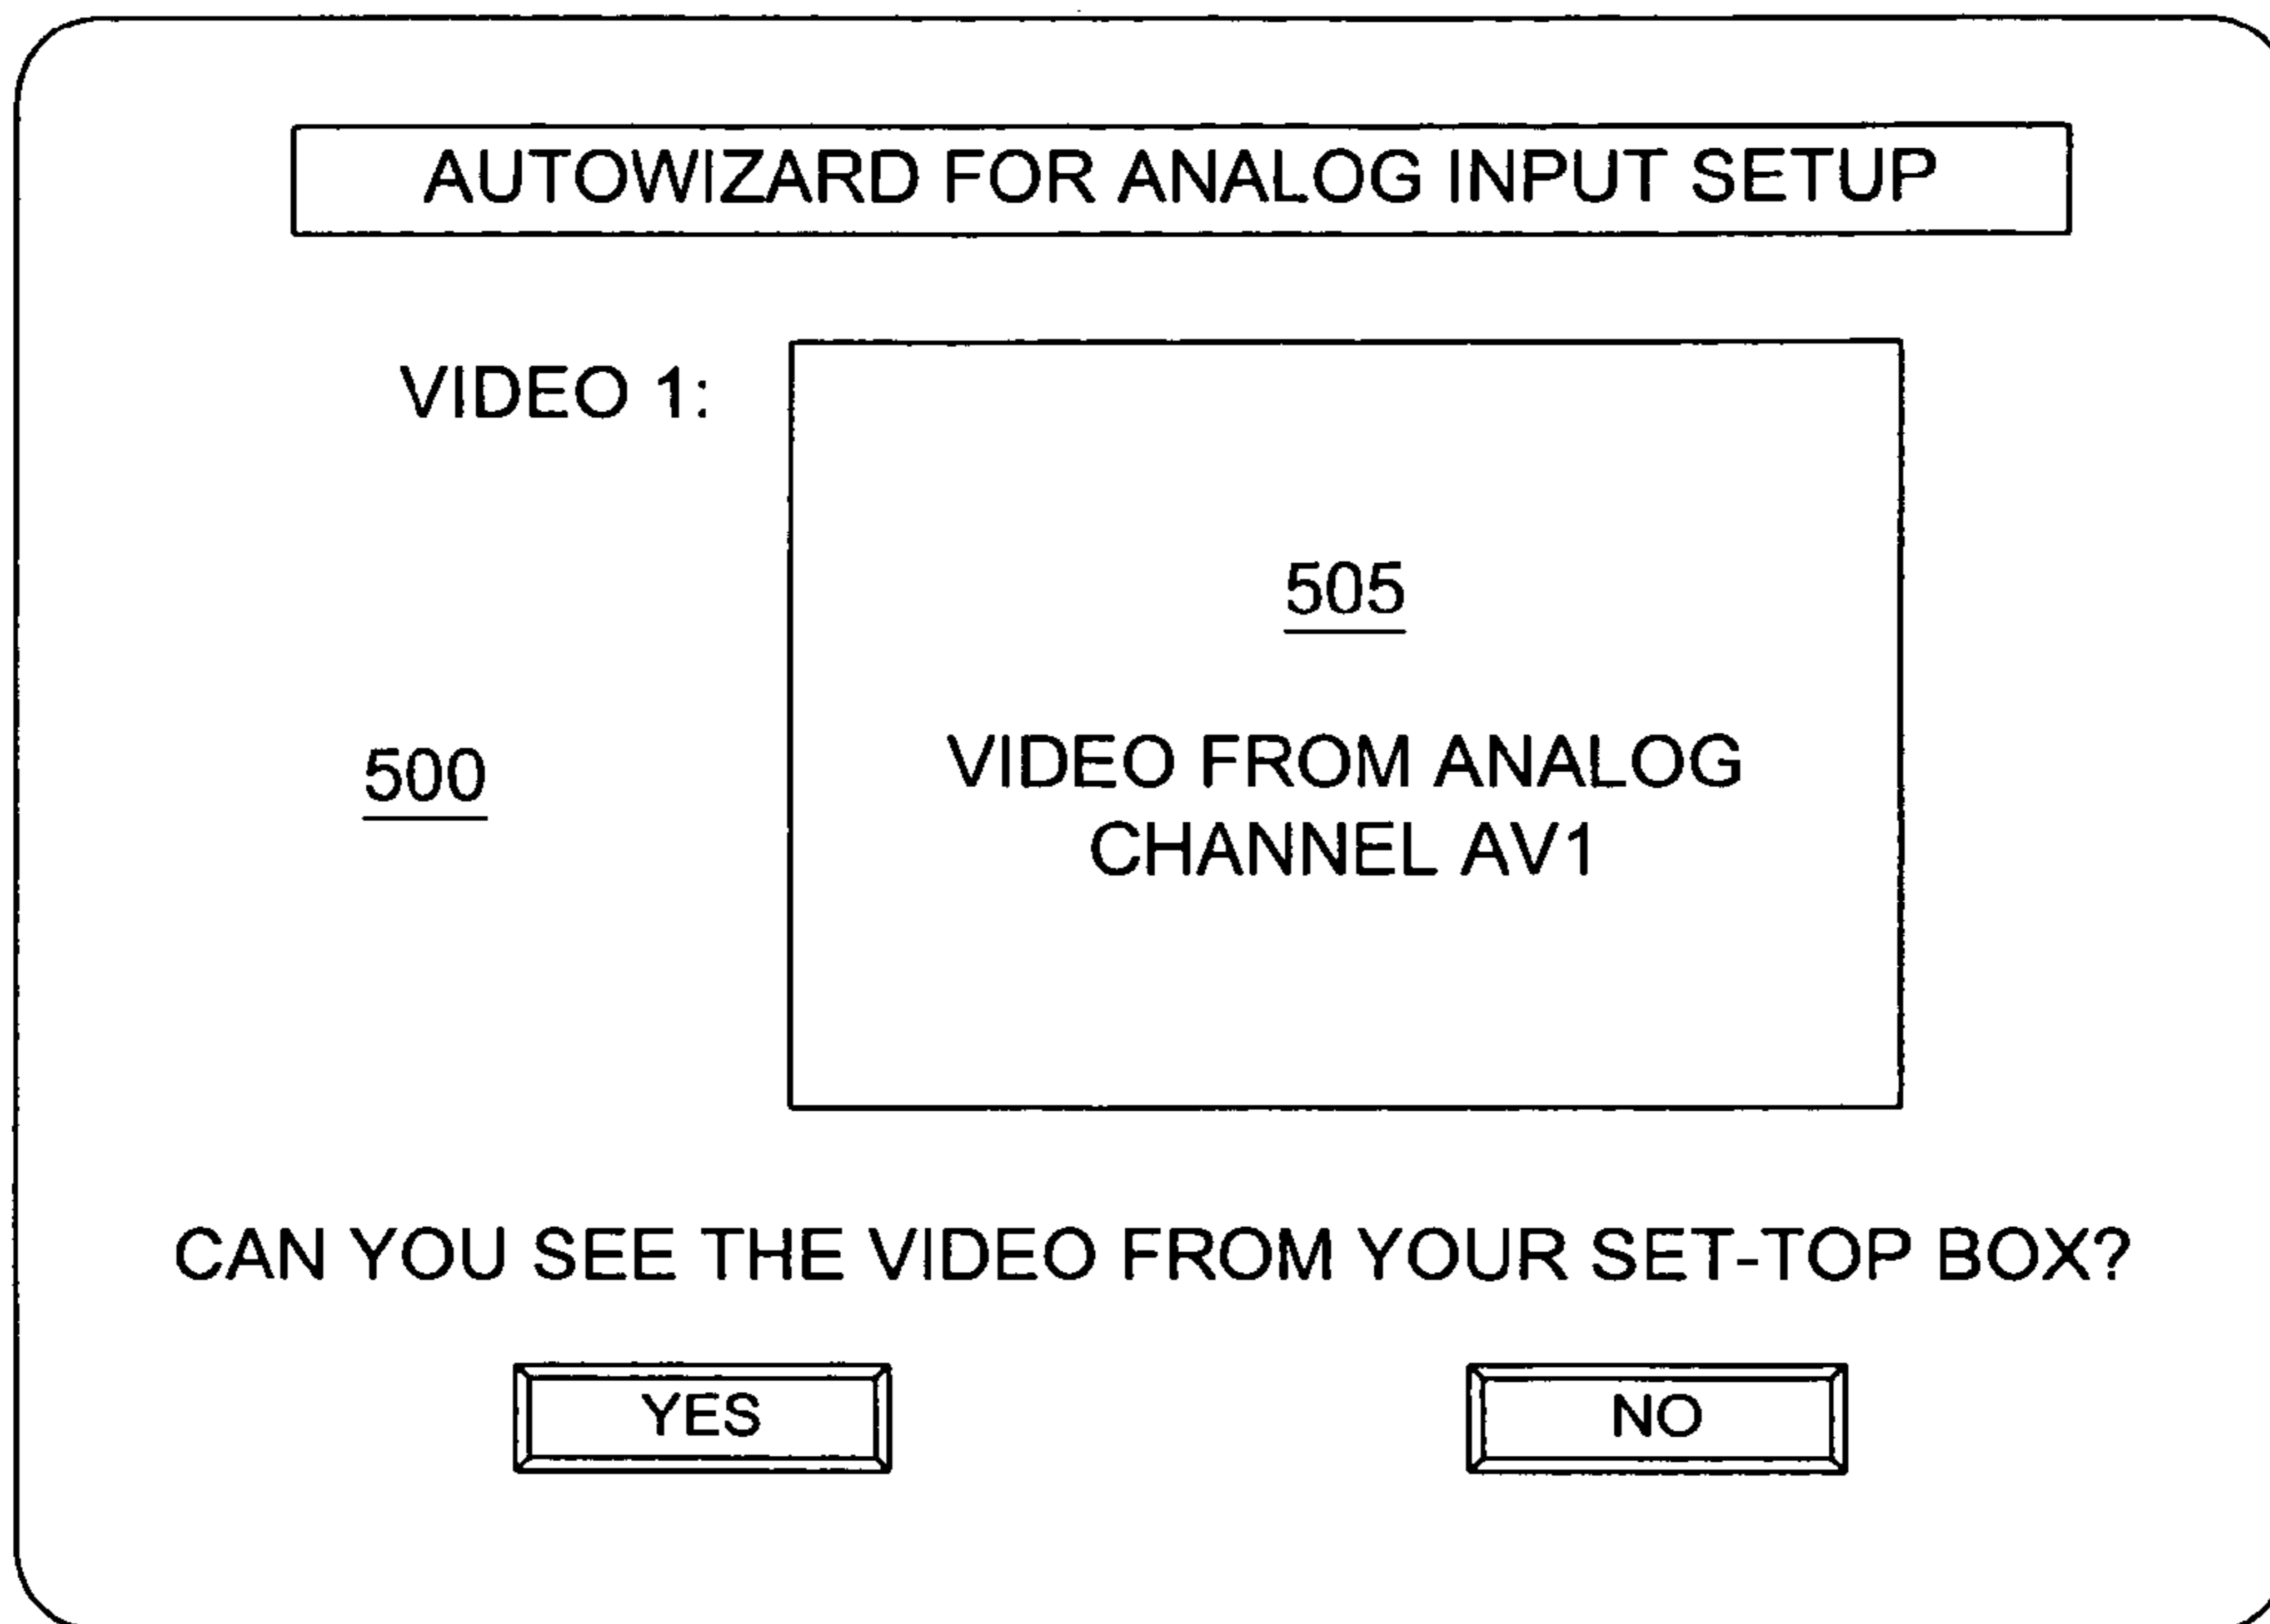 AUTOWIZARD FOR ANALOG INPUT SETUP
VIDEO 1:
505
VIDEO FROM ANALOG
CHANNEL AV1
500
CAN YOU SEE THE VIDEO FROM YOUR SET-TOP BOX?
YES
NO